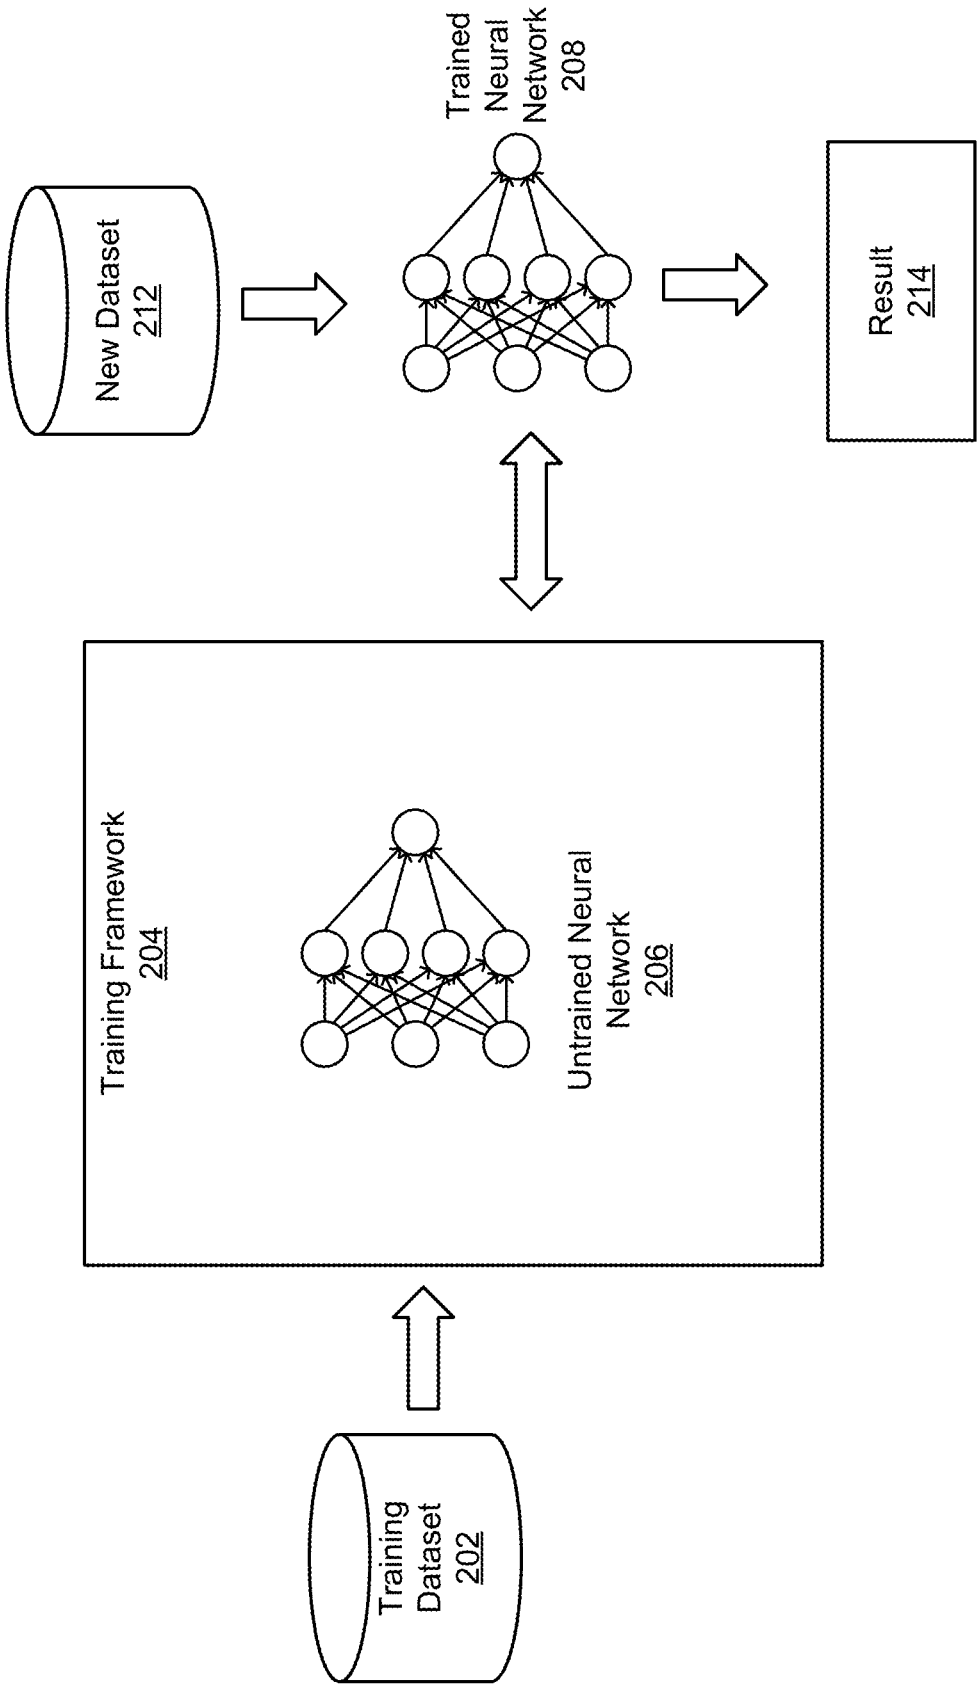 Training
Dataset
202
Training Framework
204
Untrained Neural
Network
206
New Dataset
212
Trained
Neural
Network
208
Result
214